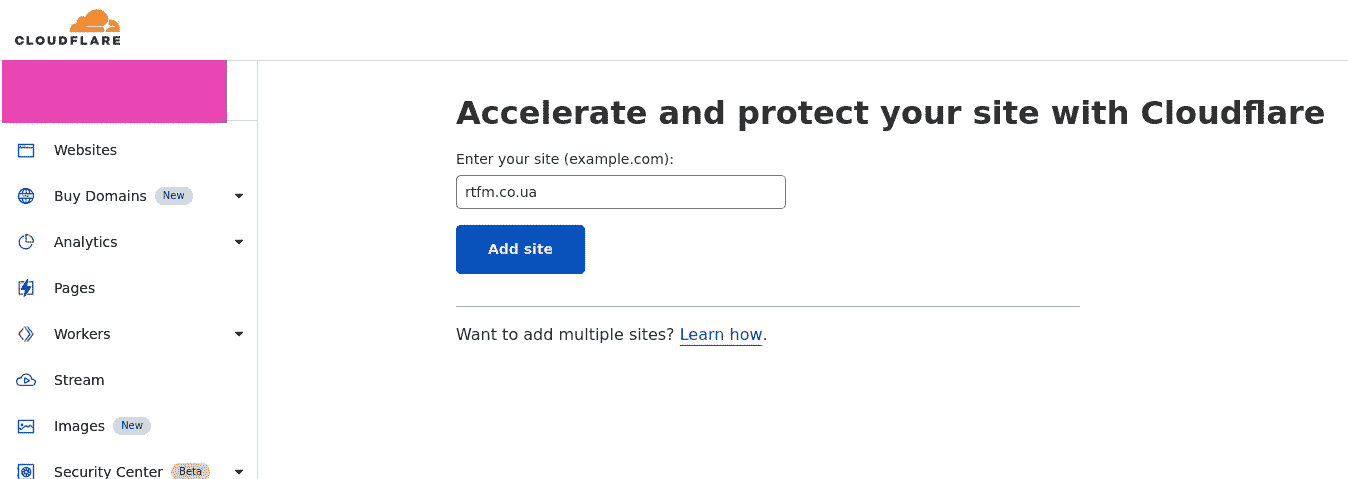 CLOUDFLARE
Websites
Buy Domains New
Analytics
Pages
Workers
Stream
Images New
Security Center Beta
Accelerate and protect your site with Cloudflare
Enter your site (example.com):
rtfm.co.ua
Add site
Want to add multiple sites? Learn how.